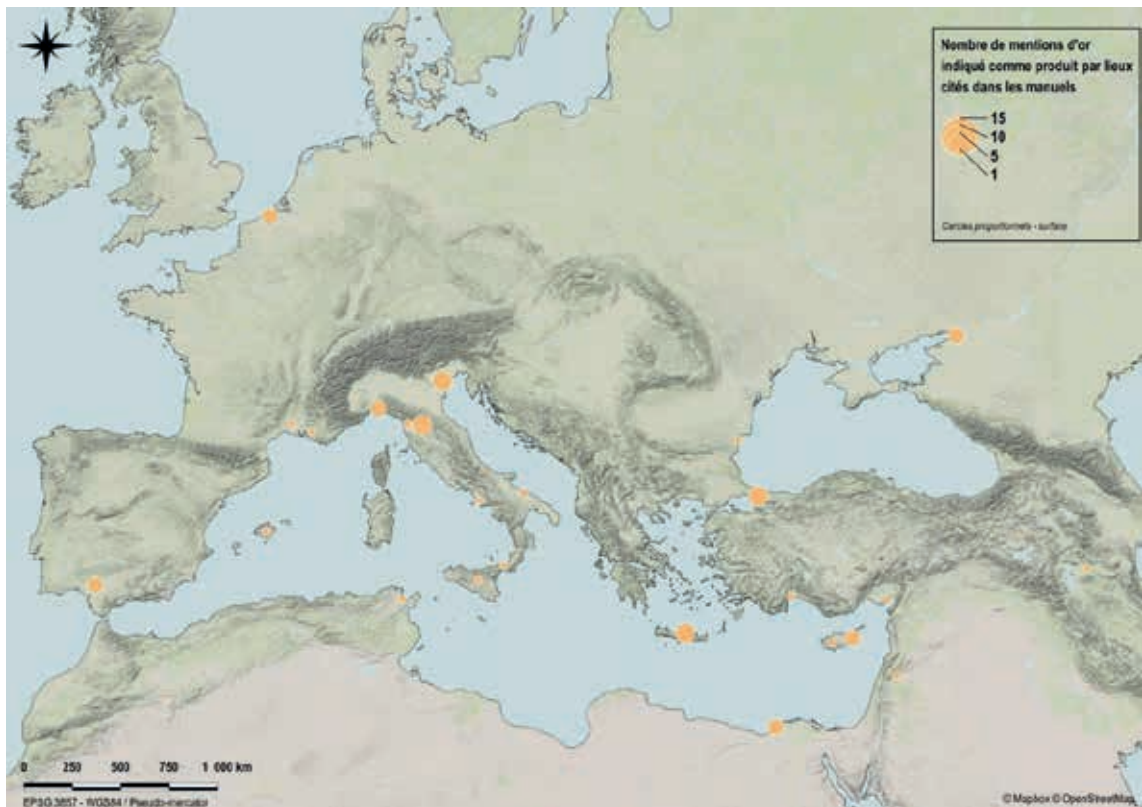 Nombre de mentions d'or
indiqué comme produit par lieux
cités dans les manuels
15
10
5
1
Cercles proportionnels - surface
0 250 500 750 1 000 km
EPSG:3857 - WGS84 / Pseudo-mercator
© Mapbox © OpenStreetMap